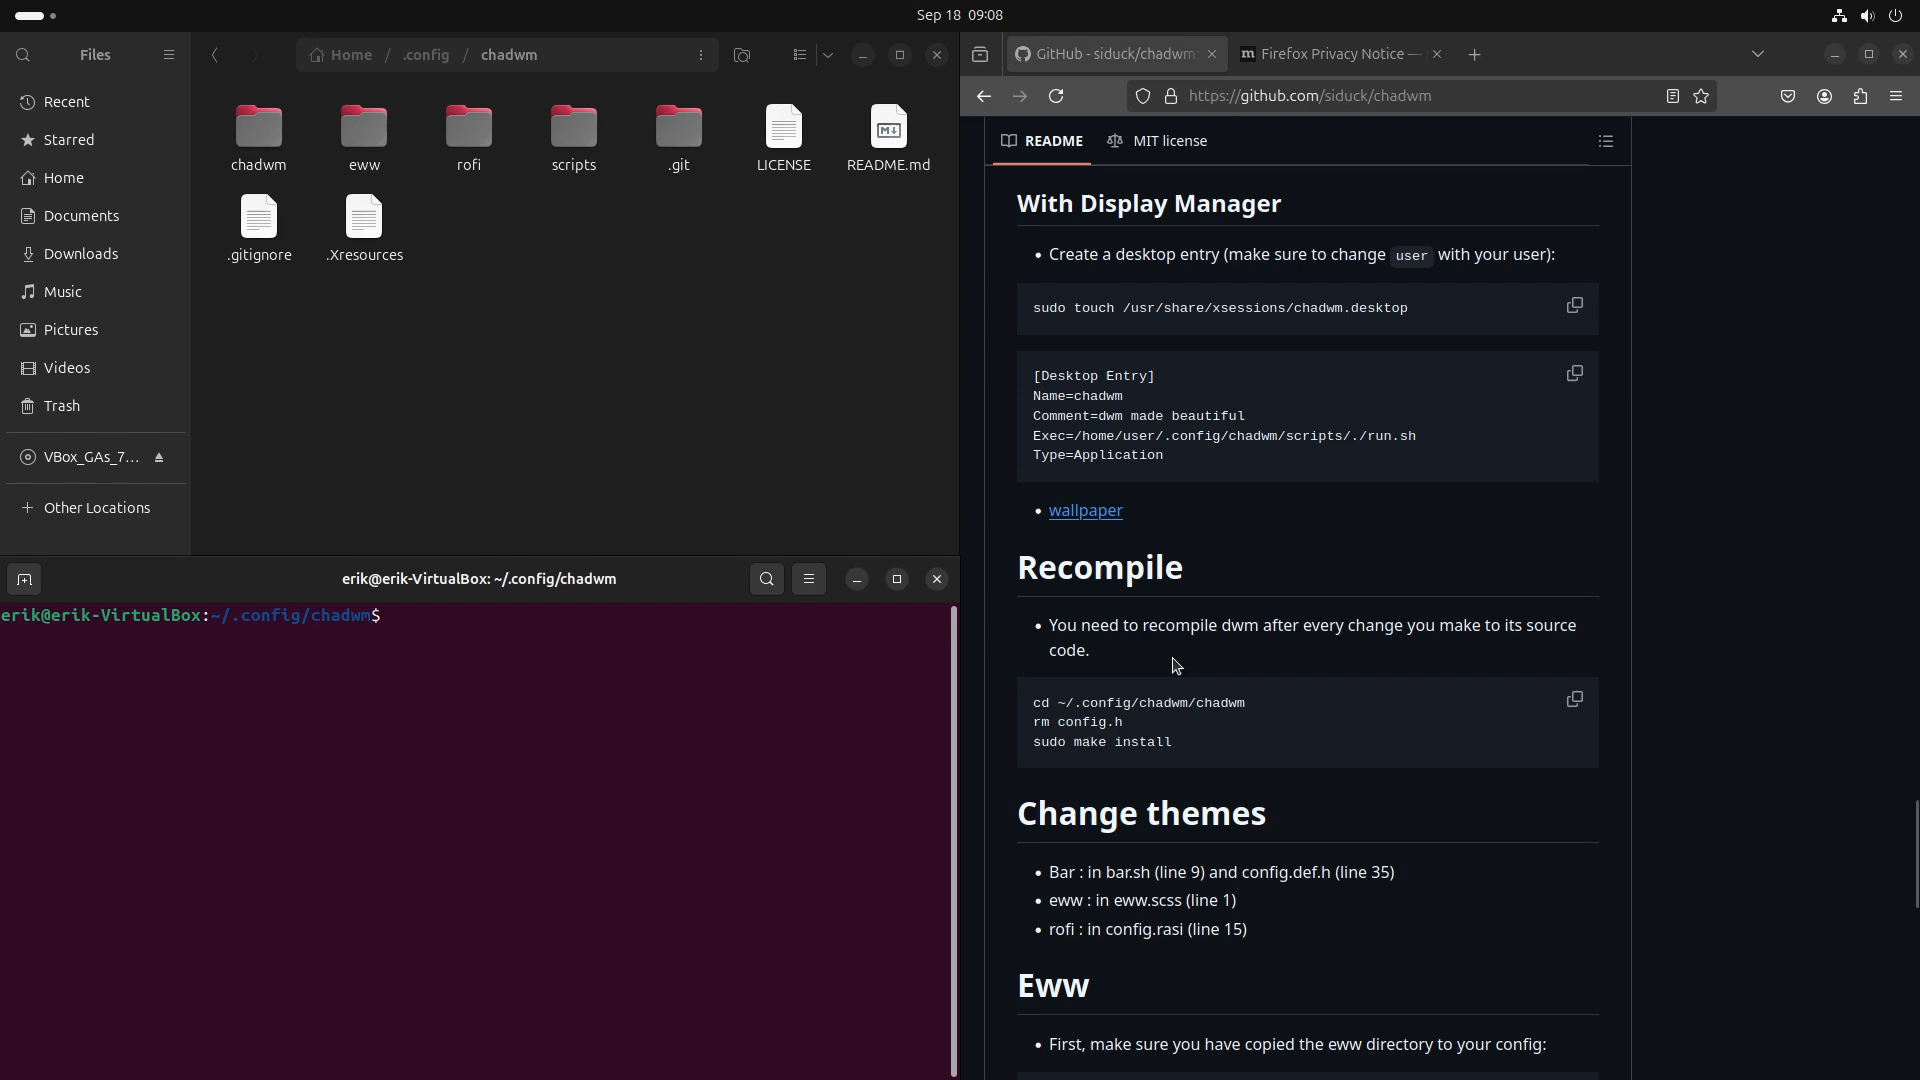 Sep 18 09:08
Files
Home / .config / chadwm
Recent
Starred
Home
Documents
Downloads
Music
Pictures
Videos
Trash
VBox_GAs_7...
Other Locations
chadwm
eww
rofi
scripts
.git
LICENSE
README.md
.gitignore
.Xresources
erik@erik-VirtualBox: ~/.config/chadwm
erik@erik-VirtualBox:~/.config/chadwm$
GitHub - siduck/chadwm:
Firefox Privacy Notice —
https://github.com/siduck/chadwm
README
MIT license
With Display Manager
• Create a desktop entry (make sure to change user with your user):
sudo touch /usr/share/xsessions/chadwm.desktop
[Desktop Entry]
Name=chadwm
Comment=dwm made beautiful
Exec=/home/user/.config/chadwm/scripts/./run.sh
Type=Application
• wallpaper
Recompile
• You need to recompile dwm after every change you make to its source
code.
cd ~/.config/chadwm/chadwm
rm config.h
sudo make install
Change themes
• Bar : in bar.sh (line 9) and config.def.h (line 35)
• eww : in eww.scss (line 1)
• rofi : in config.rasi (line 15)
Eww
• First, make sure you have copied the eww directory to your config: